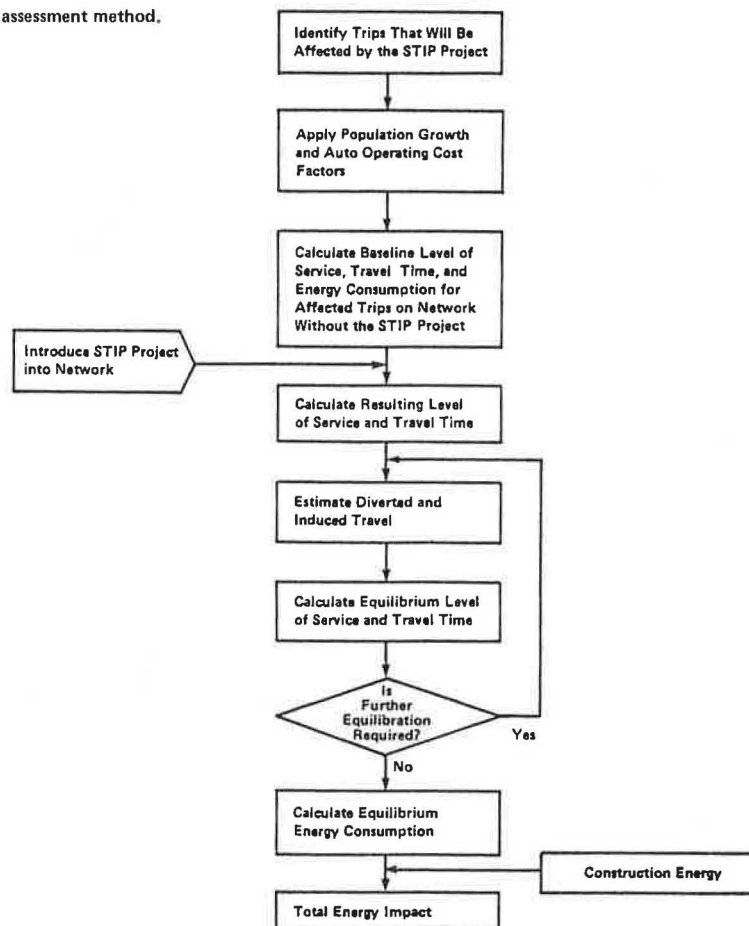 assessment method.
Identify Trips That Will Be
Affected by the STIP Project
Apply Population Growth
and Auto Operating Cost
Factors
Calculate Baseline Level of
Service, Travel Time, and
Energy Consumption for
Affected Trips on Network
Without the STIP Project
Introduce STIP Project
into Network
Calculate Resulting Level
of Service and Travel Time
Estimate Diverted and
Induced Travel
Calculate Equilibrium Level
of Service and Travel Time
Is
Further
Equilibration
Required?
Yes
No
Calculate Equilibrium
Energy Consumption
Construction Energy
Total Energy Impact